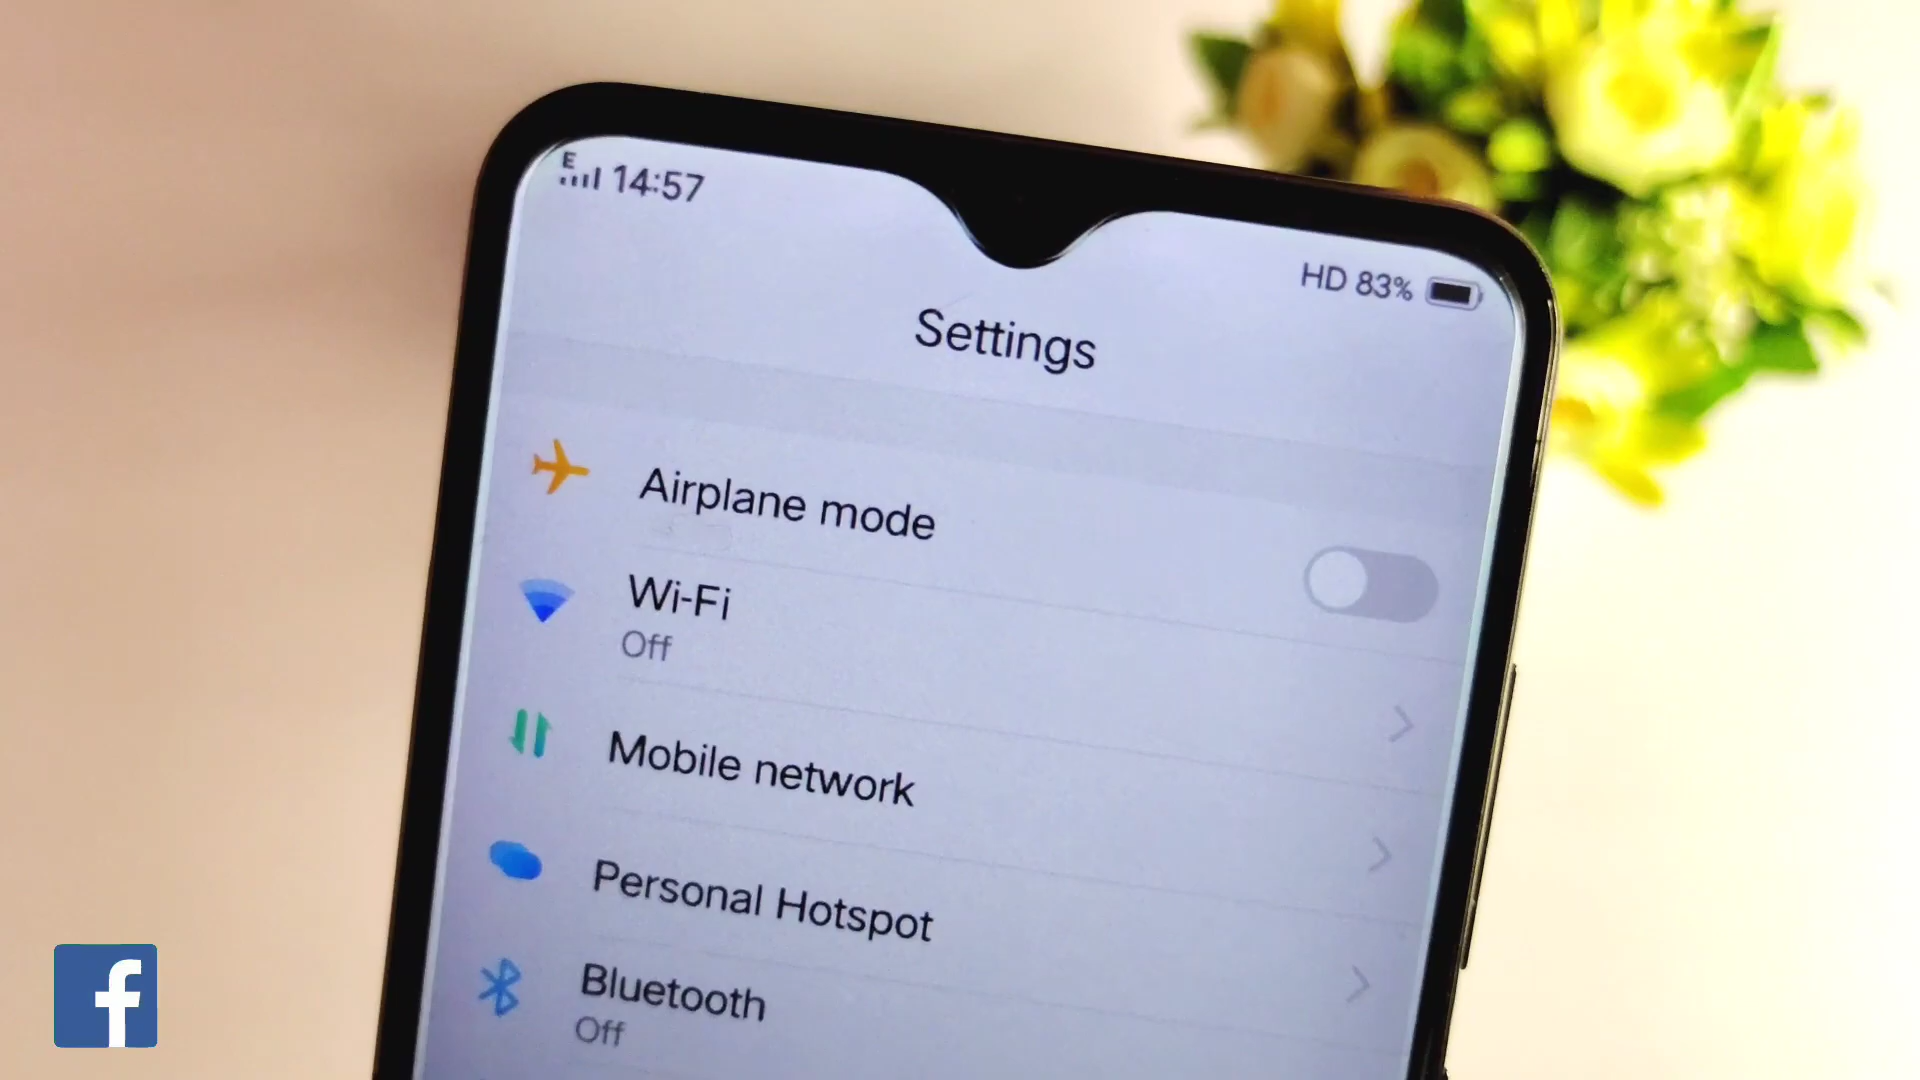 E
14:57
HD 83%
Settings
Airplane mode
Wi-Fi
Off
Mobile network
Personal Hotspot
Bluetooth
Off
f